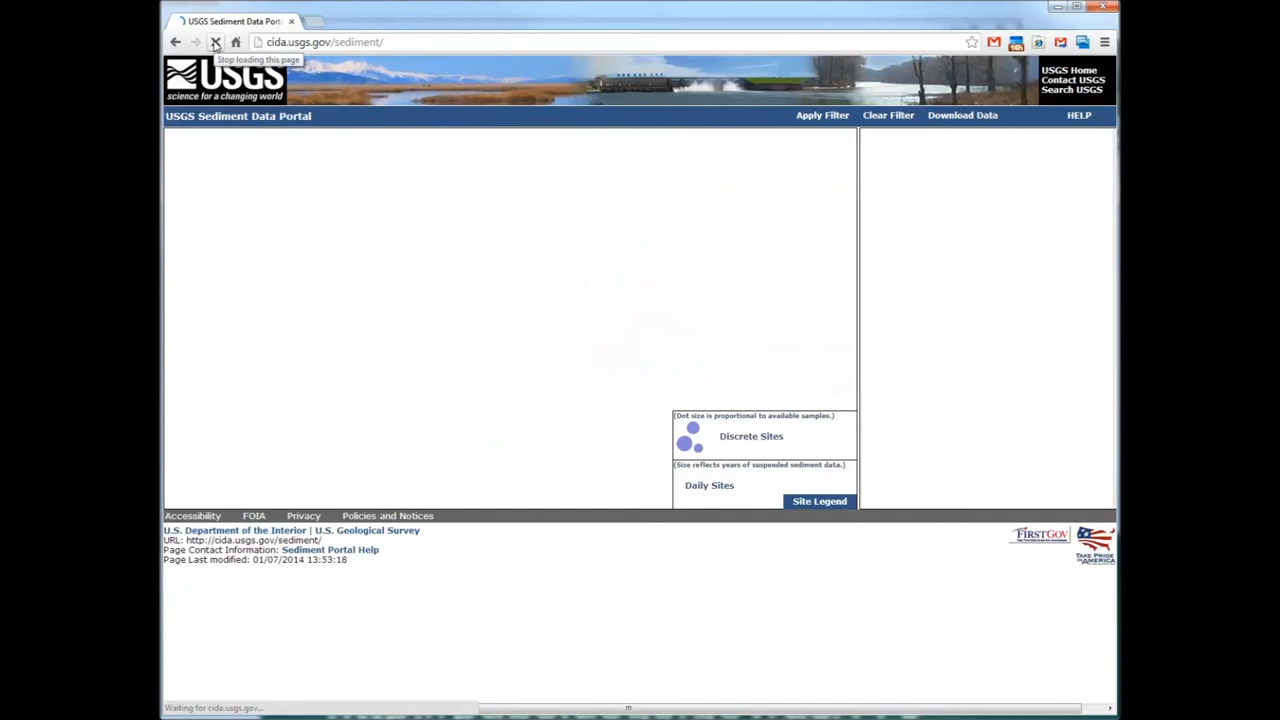 USGS Sediment Data Port
cida.usgs.gov/sediment/
Stop loading this page
USGS
science for a changing world
USGS Home
Contact USGS
Search USGS
USGS Sediment Data Portal
Apply Filter
Clear Filter
Download Data
HELP
(Dot size is proportional to available samples.)
Discrete Sites
(Size reflects years of suspended sediment data.)
Daily Sites
Site Legend
Accessibility
FOIA
Privacy
Policies and Notices
U.S. Department of the Interior | U.S. Geological Survey
URL: http://cida.usgs.gov/sediment/
Page Contact Information: Sediment Portal Help
Page Last modified: 01/07/2014 13:53:18
FIRSTGOV
TAKE PRIDE
IN AMERICA
Waiting for cida.usgs.gov...